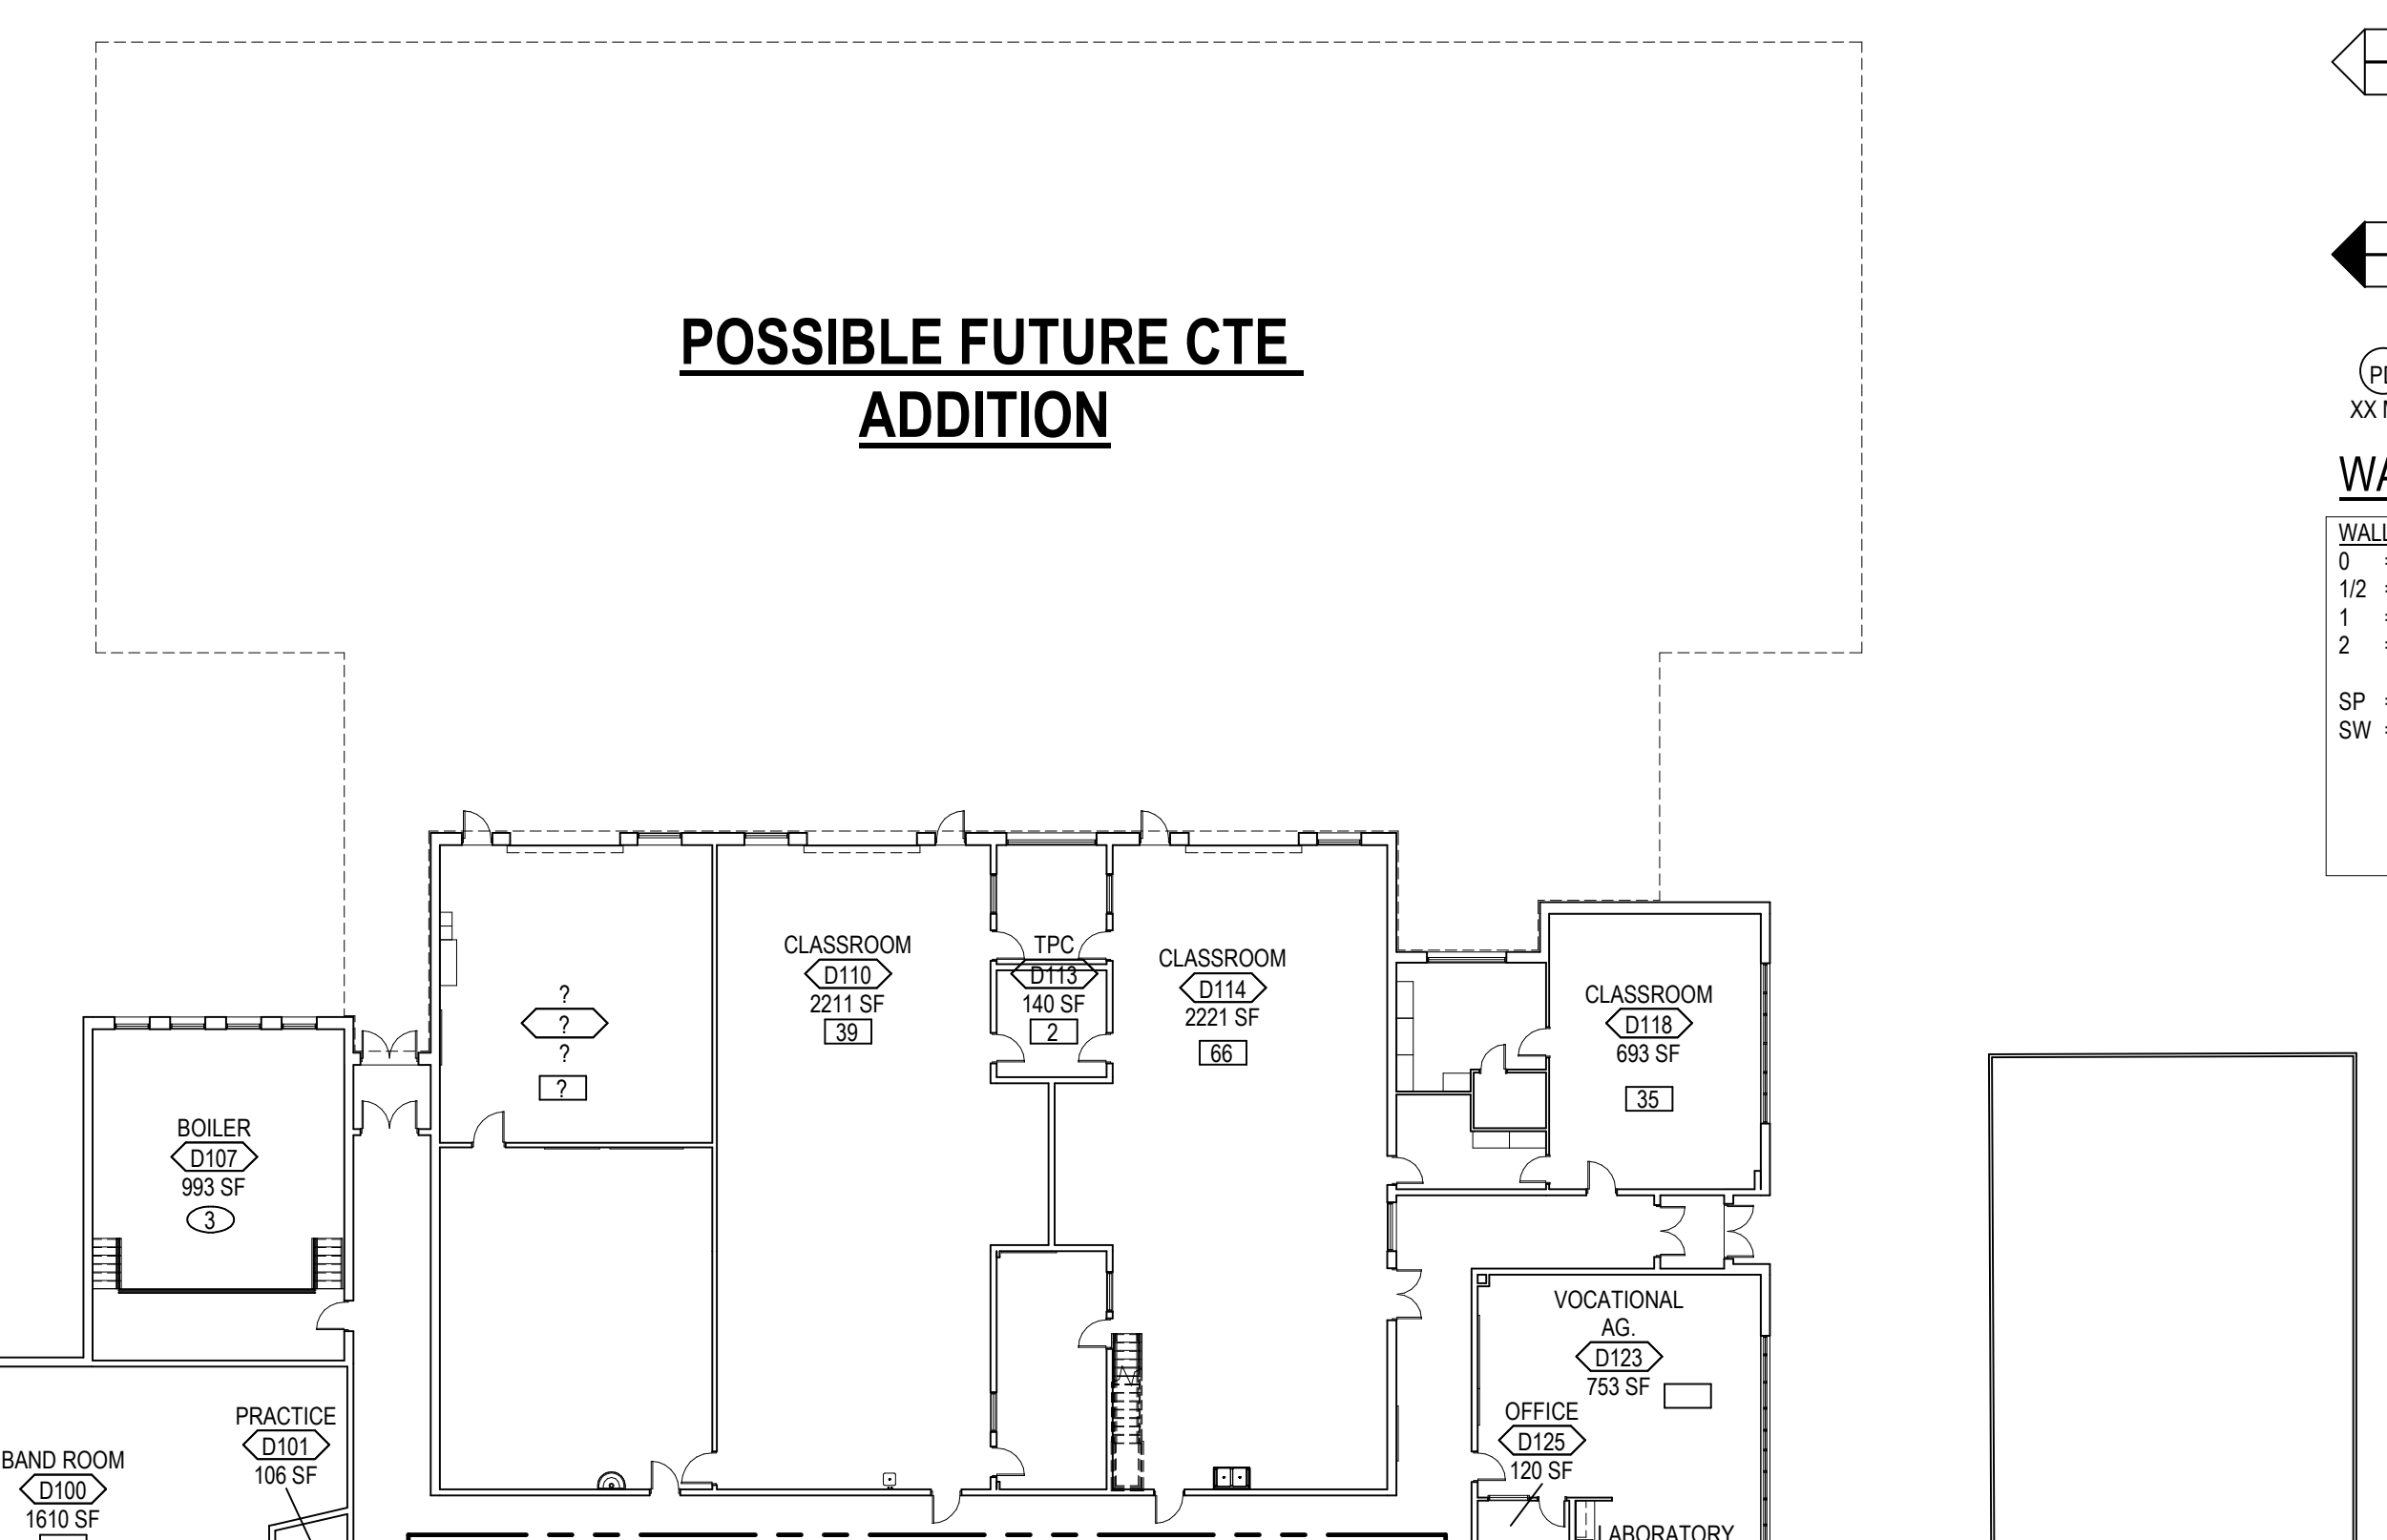 POSSIBLE FUTURE CTE
ADDITION
XX
WALL
0 =
1/2 =
1 =
2 =
SP =
SW =
CLASSROOM
D110
2211 SF
39
TPC
D113
140 SF
2
CLASSROOM
D114
2221 SF
66
?
?
?
?
CLASSROOM
D118
693 SF
35
BOILER
D107
993 SF
3
VOCATIONAL
AG.
D123
753 SF
PRACTICE
D101
106 SF
OFFICE
D125
120 SF
BAND ROOM
D100
1610 SF
LABORATORY